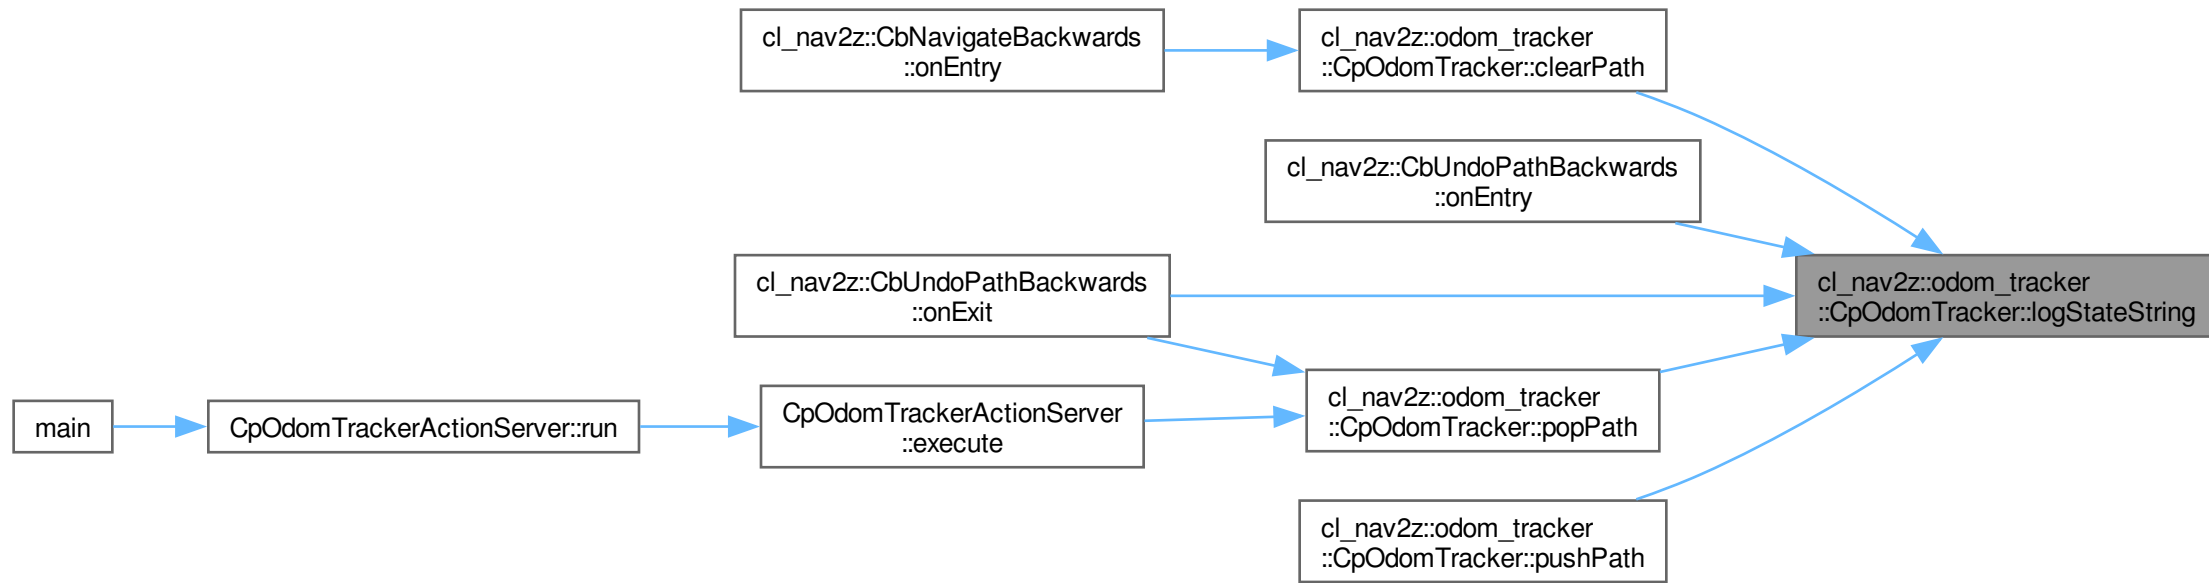 cl_nav2z::CbNavigateBackwards
::onEntry
cl_nav2z::odom_tracker
::CpOdomTracker::clearPath
cl_nav2z::CbUndoPathBackwards
::onEntry
cl_nav2z::CbUndoPathBackwards
::onExit
cl_nav2z::odom_tracker
::CpOdomTracker::logStateString
main
CpOdomTrackerActionServer::run
CpOdomTrackerActionServer
::execute
cl_nav2z::odom_tracker
::CpOdomTracker::popPath
cl_nav2z::odom_tracker
::CpOdomTracker::pushPath